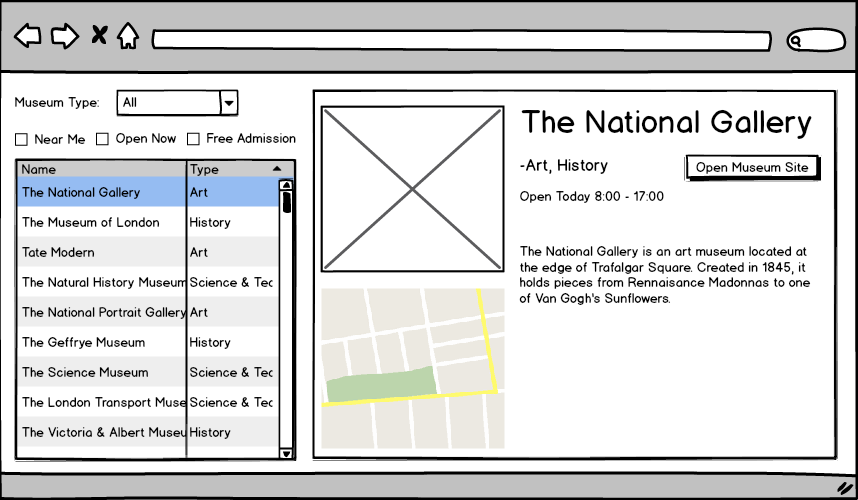 Museum Type: All
Near Me Open Now Free Admission
Name Type
The National Gallery Art
The Museum of London History
Tate Modern Art
The Natural History Museum Science & Tec
The National Portrait Gallery Art
The Geffrye Museum History
The Science Museum Science & Tec
The London Transport Muse Science & Tec
The Victoria & Albert Museu History
The National Gallery
-Art, History
Open Museum Site
Open Today 8:00 - 17:00
The National Gallery is an art museum located at
the edge of Trafalgar Square. Created in 1845, it
holds pieces from Rennaisance Madonnas to one
of Van Gogh's Sunflowers.